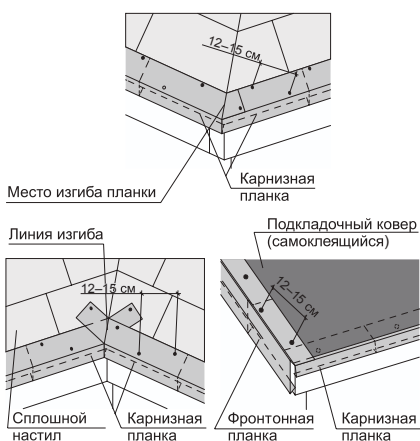 12–15 см
Место изгиба планки
Карнизная
планка
Линия изгиба
Подкладочный ковер
(самоклеящийся)
12–15 см
12–15 см
Сплошной
настил
Карнизная
планка
Фронтонная
планка
Карнизная
планка